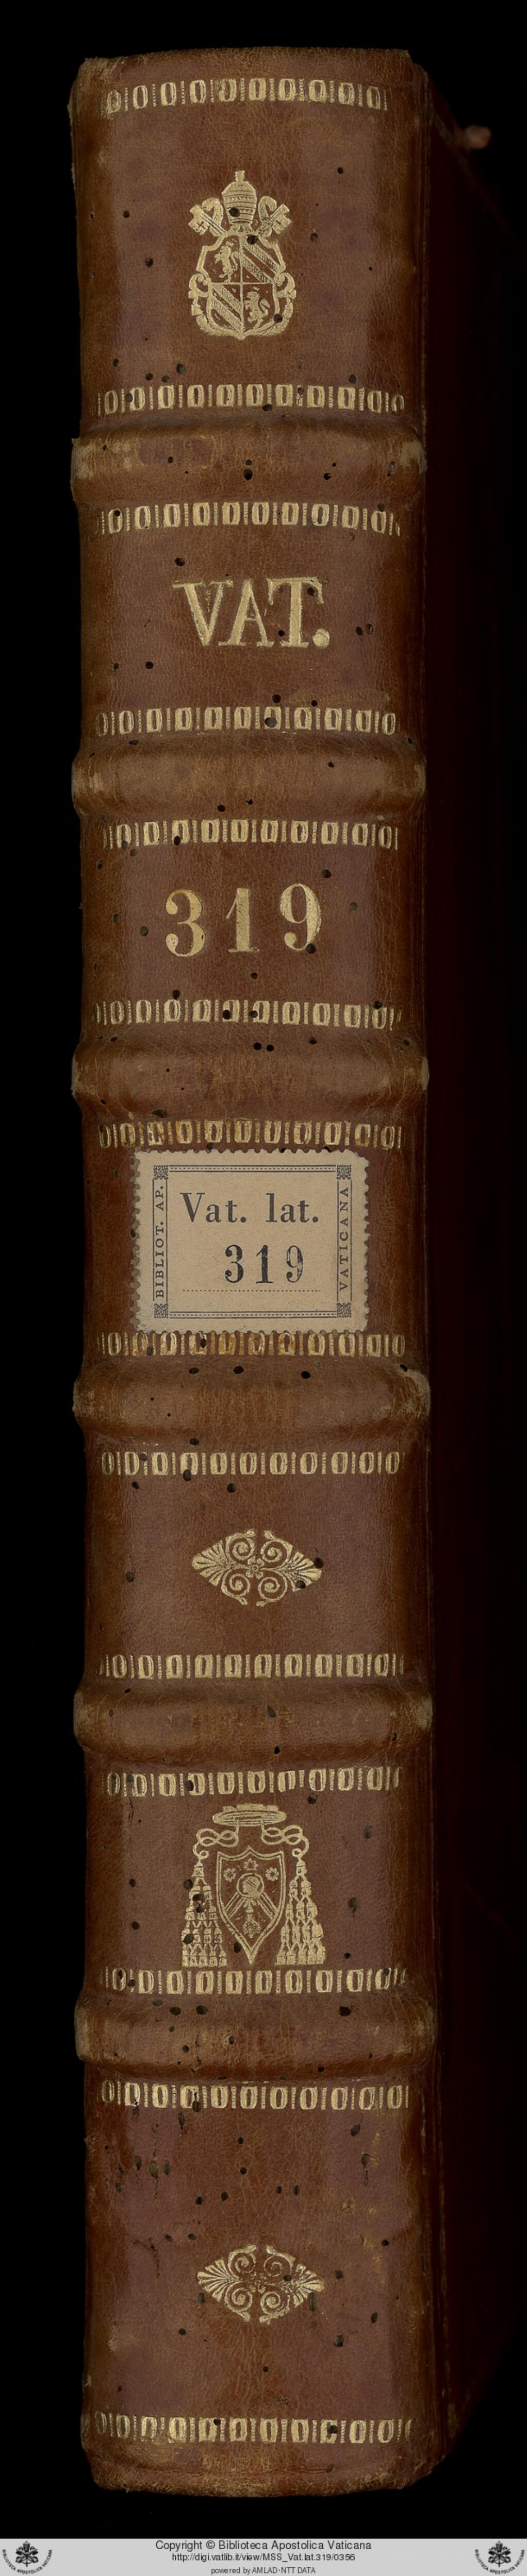 VAT.
319
BIBLIOT. AP.
Vat. lat.
319
VATICANA
Copyright © Biblioteca Apostolica Vaticana
http://digi.vatlib.it/view/MSS_Vat.lat.319/0356
powered by AMLAD-NTT DATA